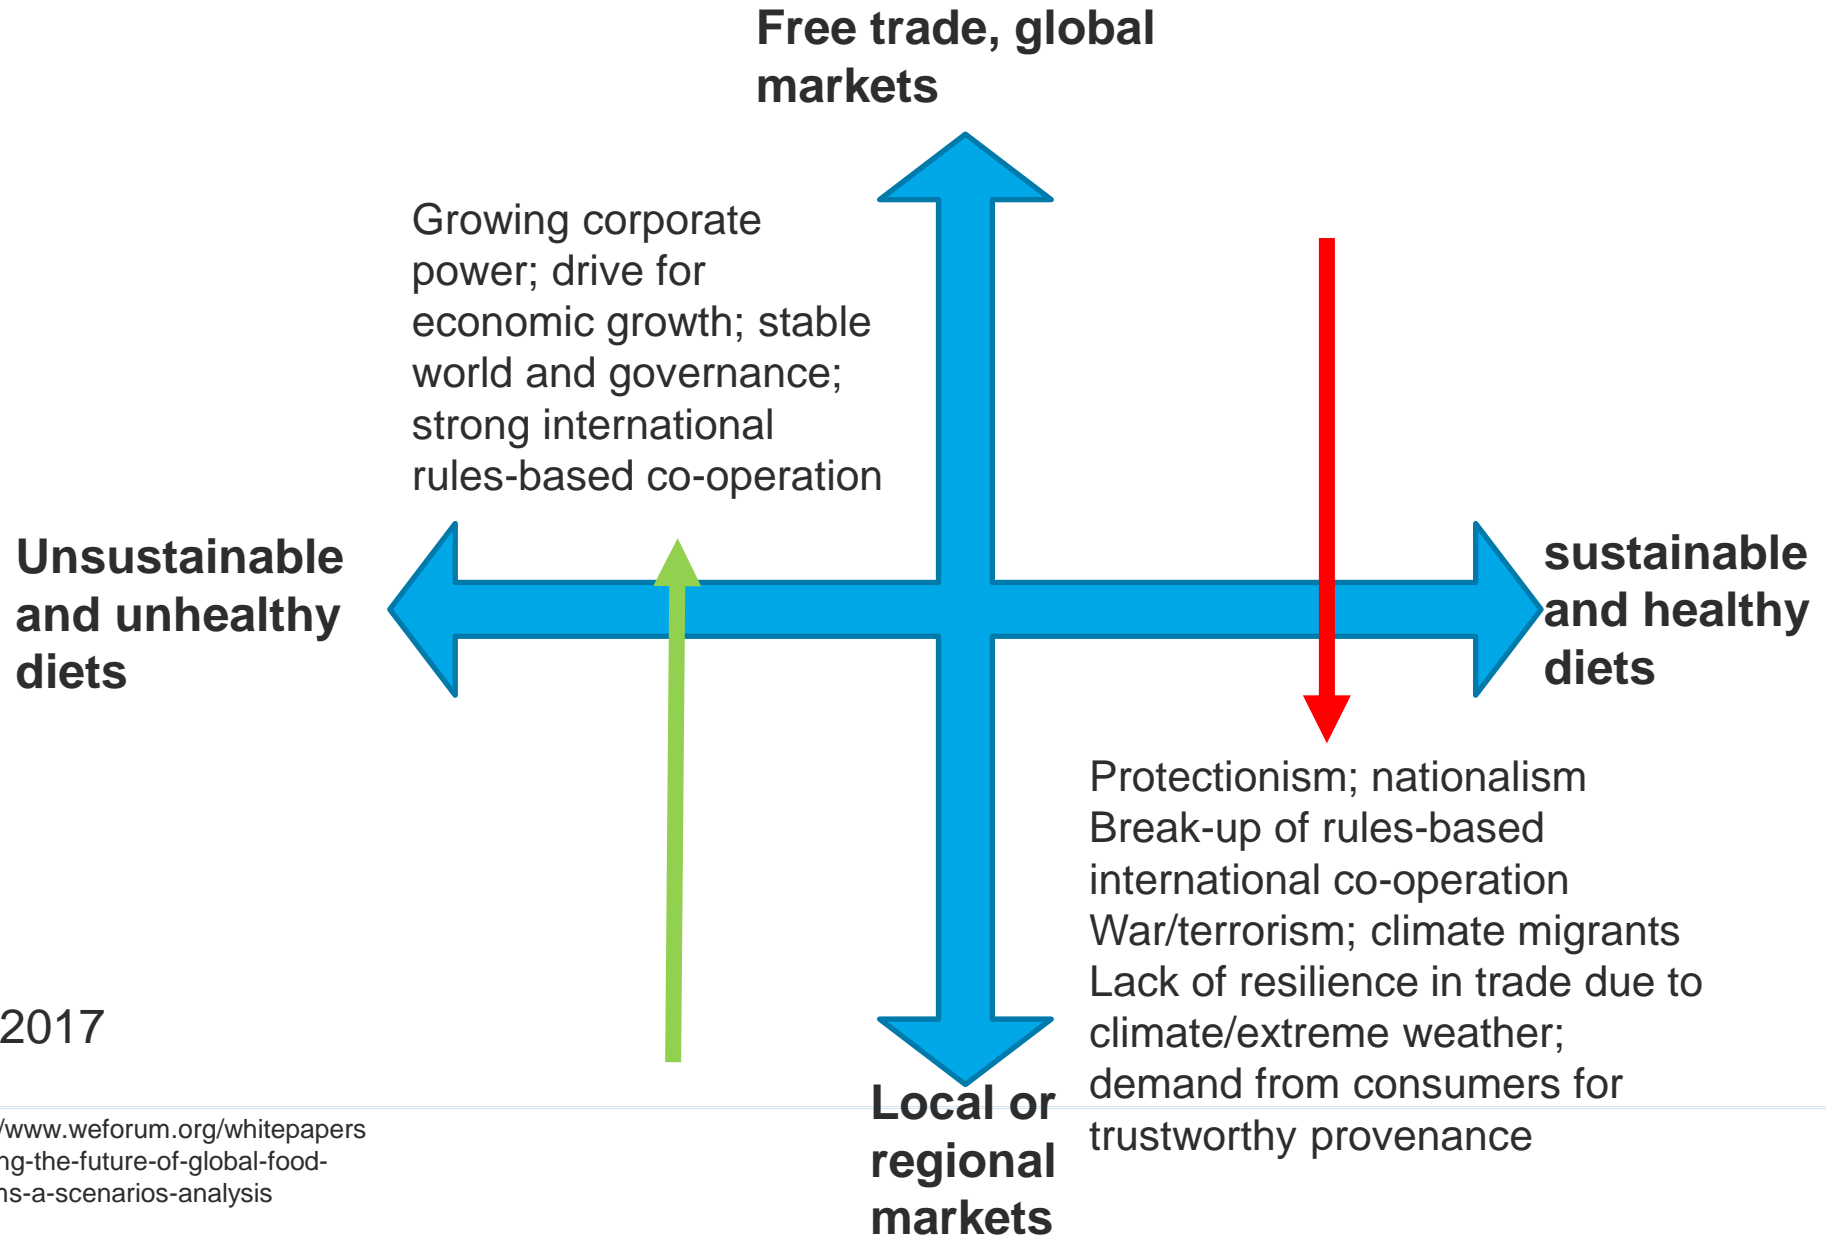 Free trade, global
markets
Growing corporate
power; drive for
economic growth; stable
world and governance;
strong international
rules-based co-operation
Unsustainable
and unhealthy
diets
sustainable
and healthy
diets
Protectionism; nationalism
Break-up of rules-based
international co-operation
War/terrorism; climate migrants
Lack of resilience in trade due to
climate/extreme weather;
demand from consumers for
trustworthy provenance
2017
/www.weforum.org/whitepapers
ng-the-future-of-global-food-
ns-a-scenarios-analysis
Local or
regional
markets